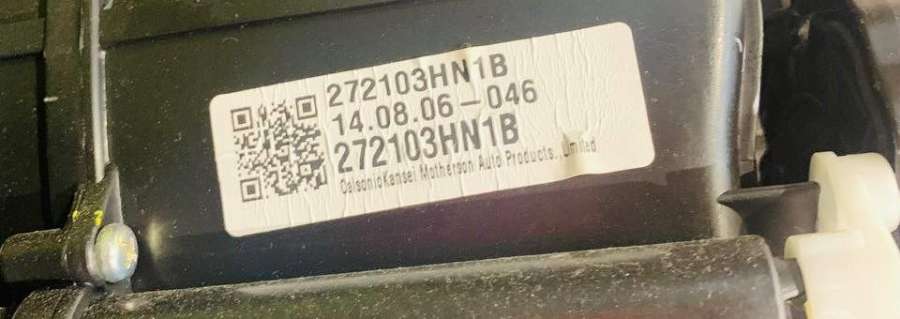 272103HN1B
14.08.06-046
272103HN1B
CalsonicKansei Motherson Auto Products. Limited